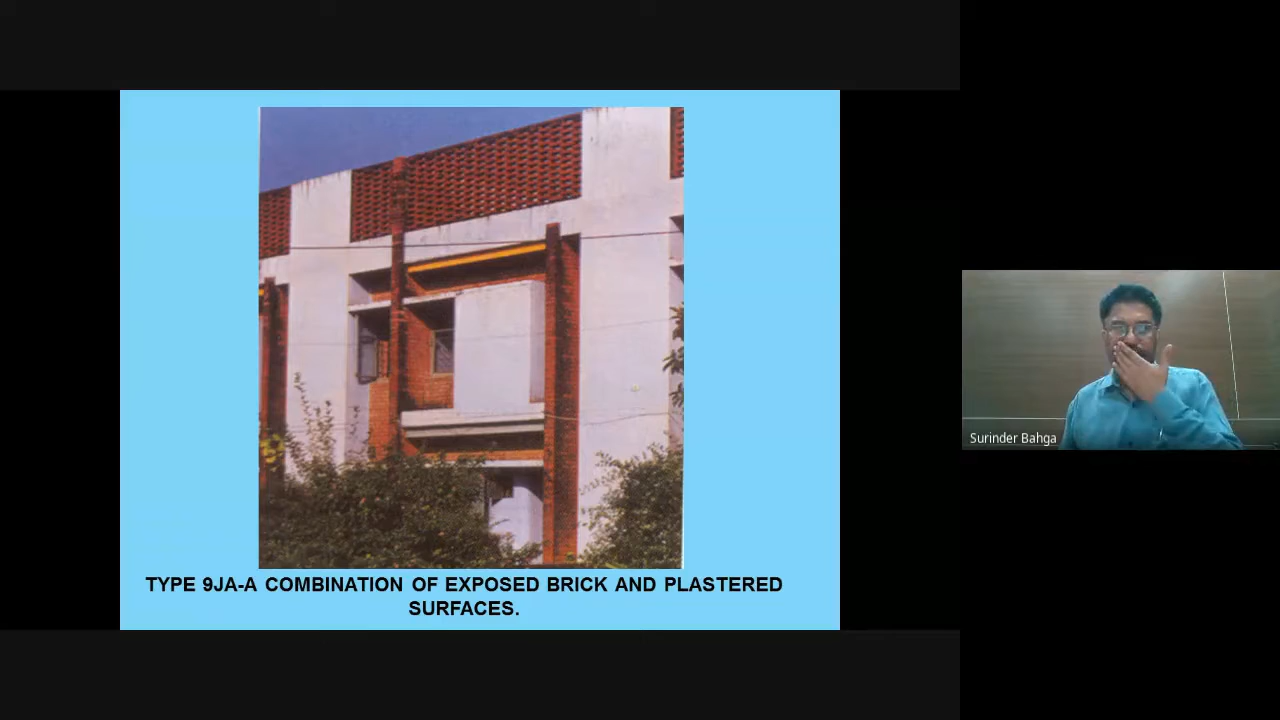 TYPE 9JA-A COMBINATION OF EXPOSED BRICK AND PLASTERED
SURFACES.
Surinder Bahga